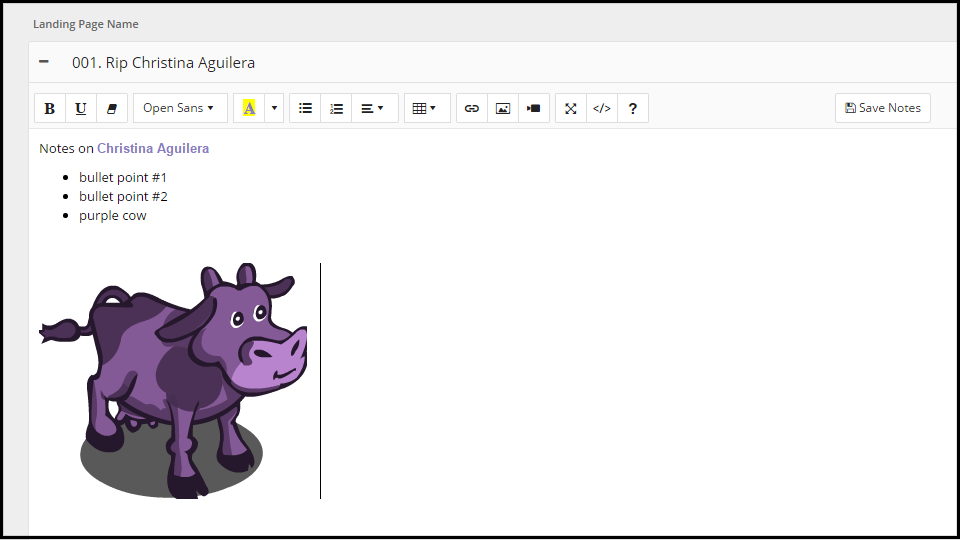 Landing Page Name
001. Rip Christina Aguilera
B U Open Sans A </> ? Save Notes
Notes on Christina Aguilera
bullet point #1
bullet point #2
purple cow